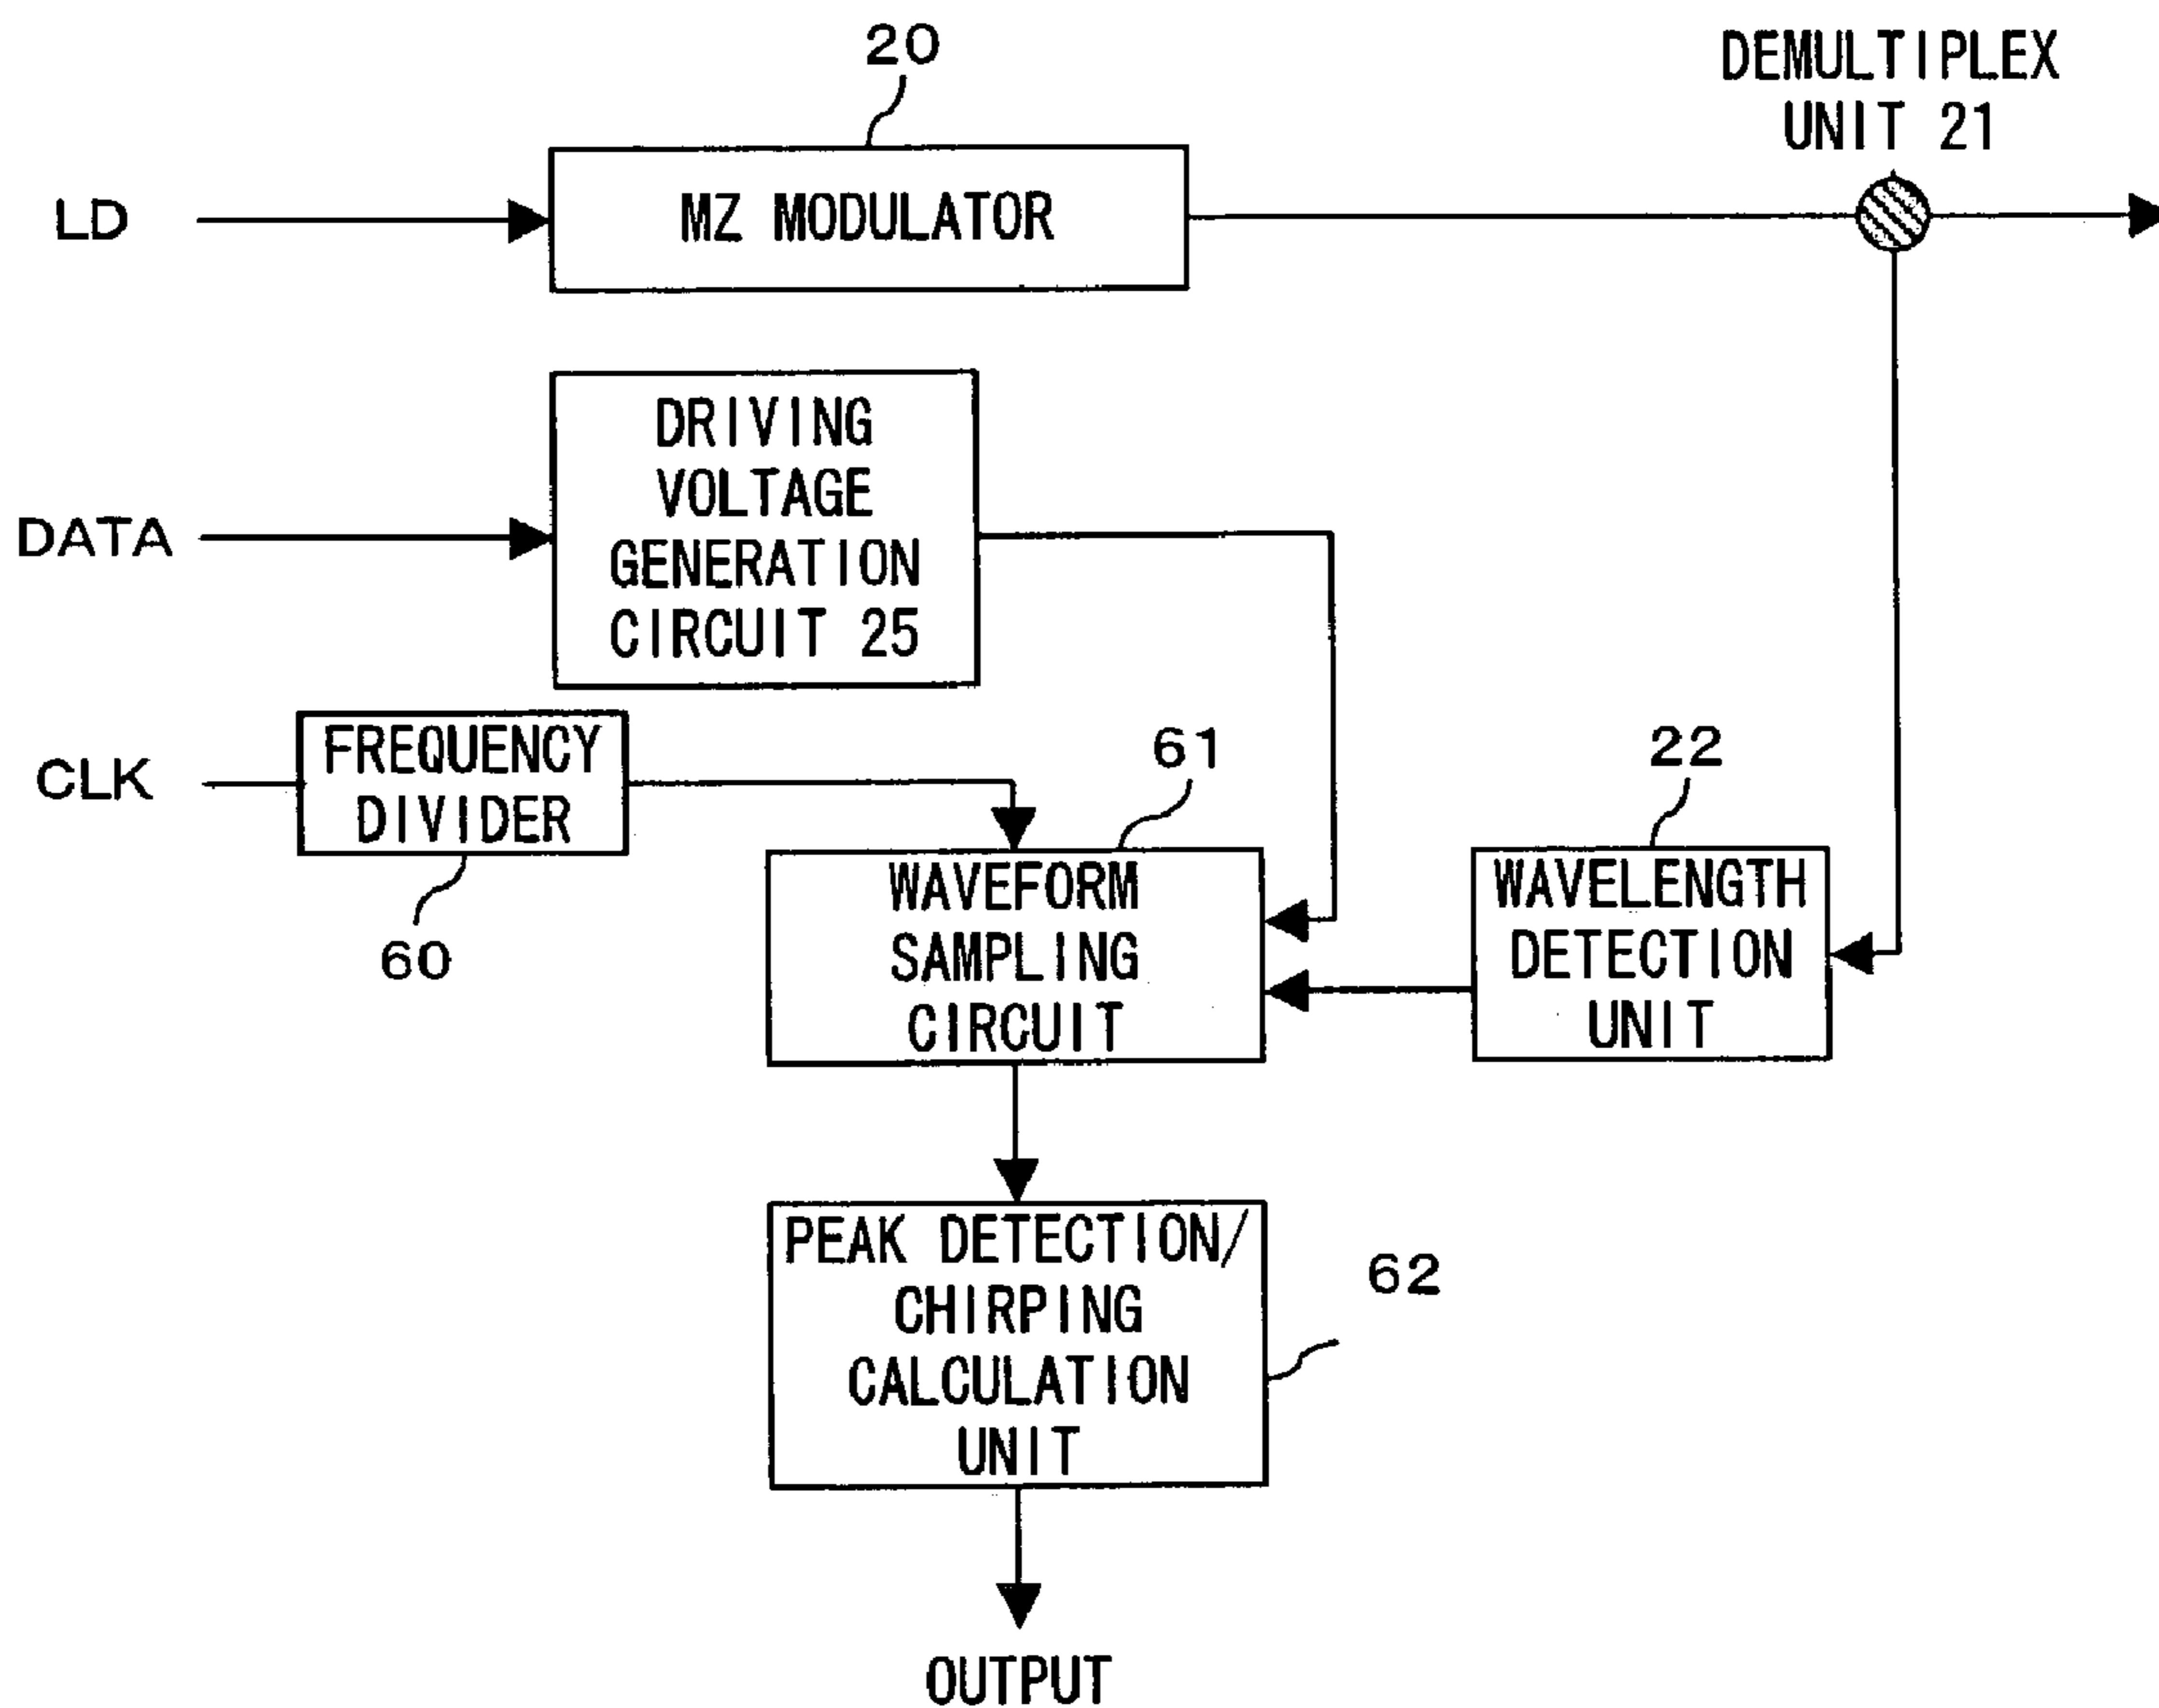 20
DEMULTIPLEX
UNIT 21
LD
MZ MODULATOR
DRIVING
VOLTAGE
GENERATION
CIRCUIT 25
DATA
CLK
FREQUENCY
DIVIDER
60
61
WAVEFORM
SAMPLING
CIRCUIT
22
WAVELENGTH
DETECTION
UNIT
PEAK DETECTION/
CHIRPING
CALCULATION
UNIT
62
OUTPUT